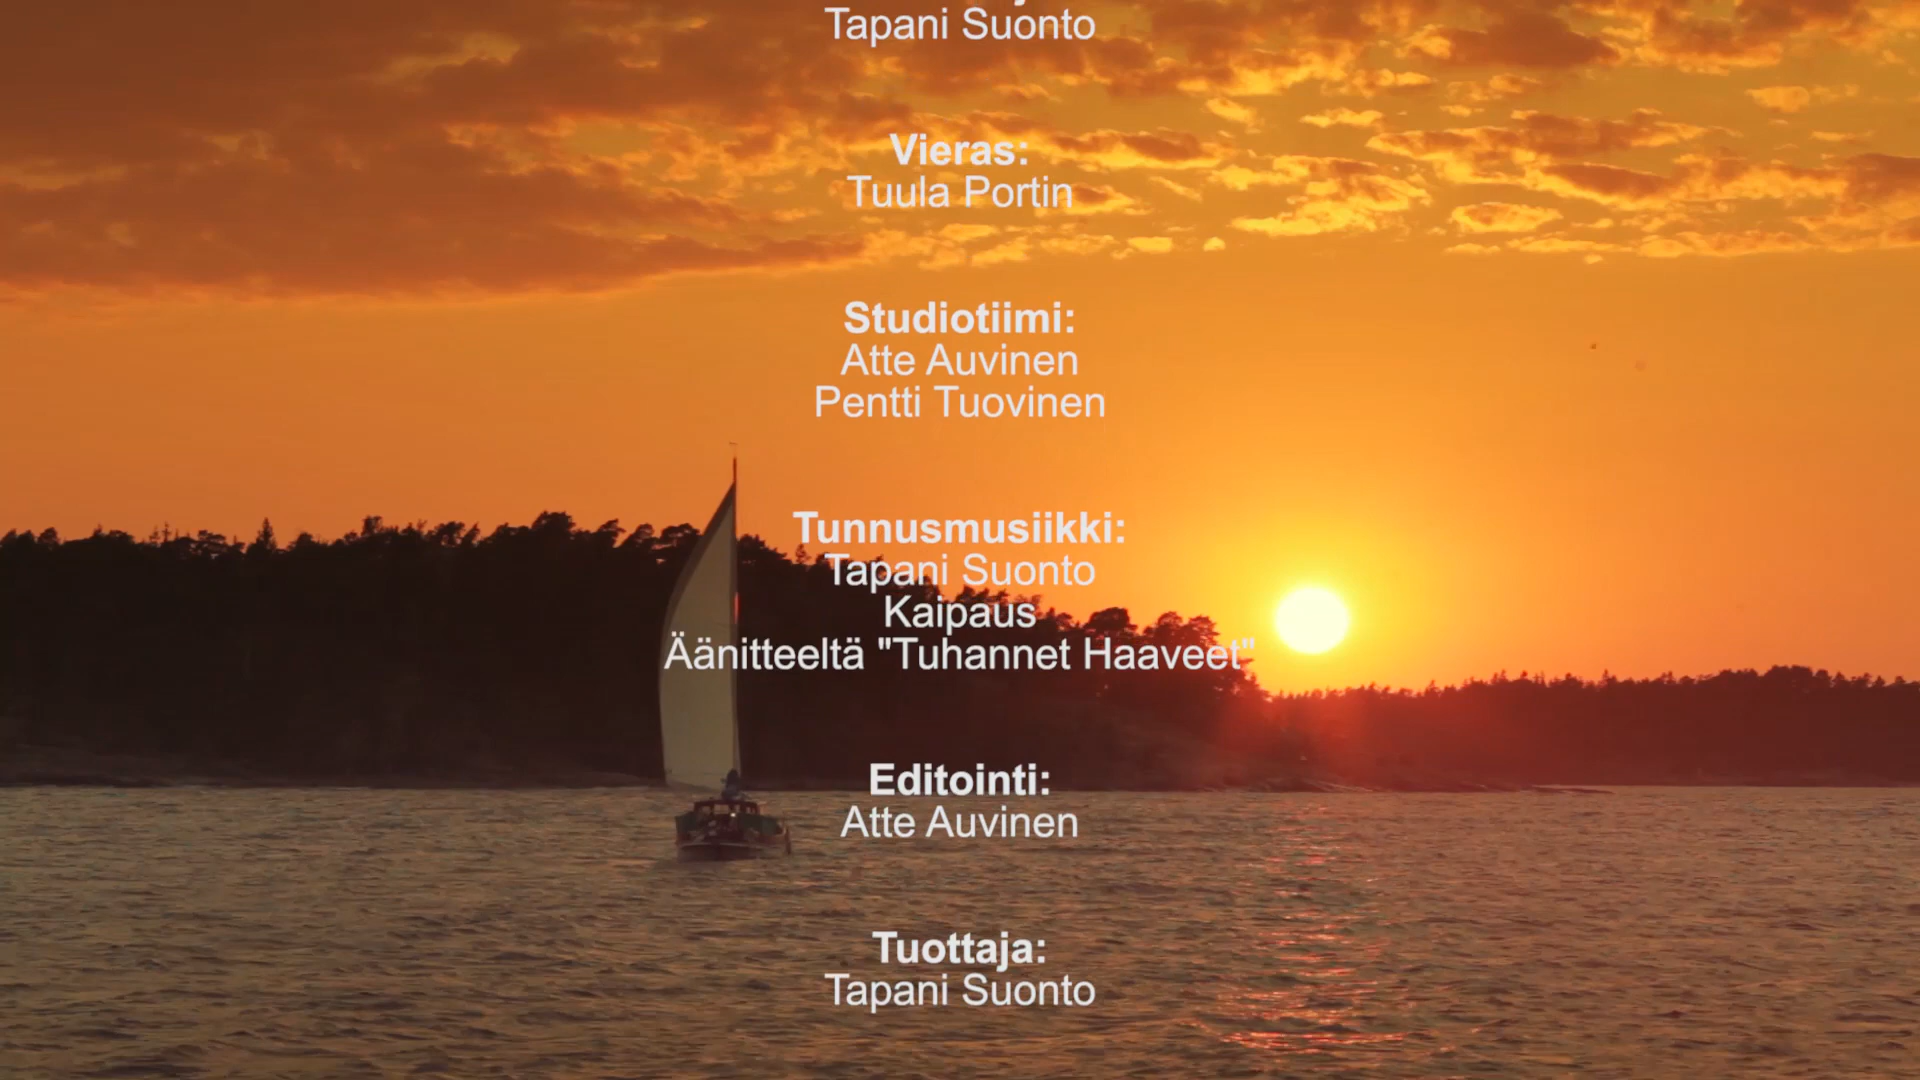 Tapani Suonto
Vieras:
Tuula Portin
Studiotiimi:
Atte Auvinen
Pentti Tuovinen
Tunnusmusiikki:
Tapani Suonto
Kaipaus
Äänitteeltä "Tuhannet Haaveet"
Editointi:
Atte Auvinen
Tuottaja:
Tapani Suonto